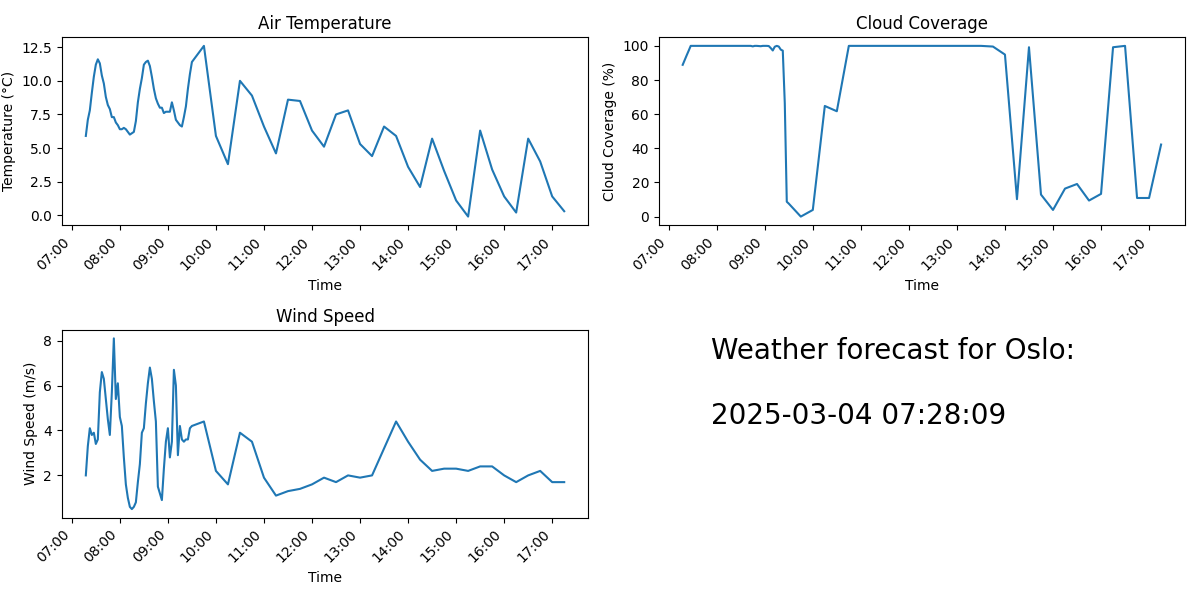 Air Temperature
12.5
10.0
7.5
5.0
2.5
0.0
Temperature (°C)
07:00 08:00 09:00 10:00 11:00 12:00 13:00 14:00 15:00 16:00 17:00
Time
Cloud Coverage
100
80
60
40
20
0
Cloud Coverage (%)
07:00 08:00 09:00 10:00 11:00 12:00 13:00 14:00 15:00 16:00 17:00
Time
Wind Speed
8
6
4
2
Wind Speed (m/s)
07:00 08:00 09:00 10:00 11:00 12:00 13:00 14:00 15:00 16:00 17:00
Time
Weather forecast for Oslo:
2025-03-04 07:28:09